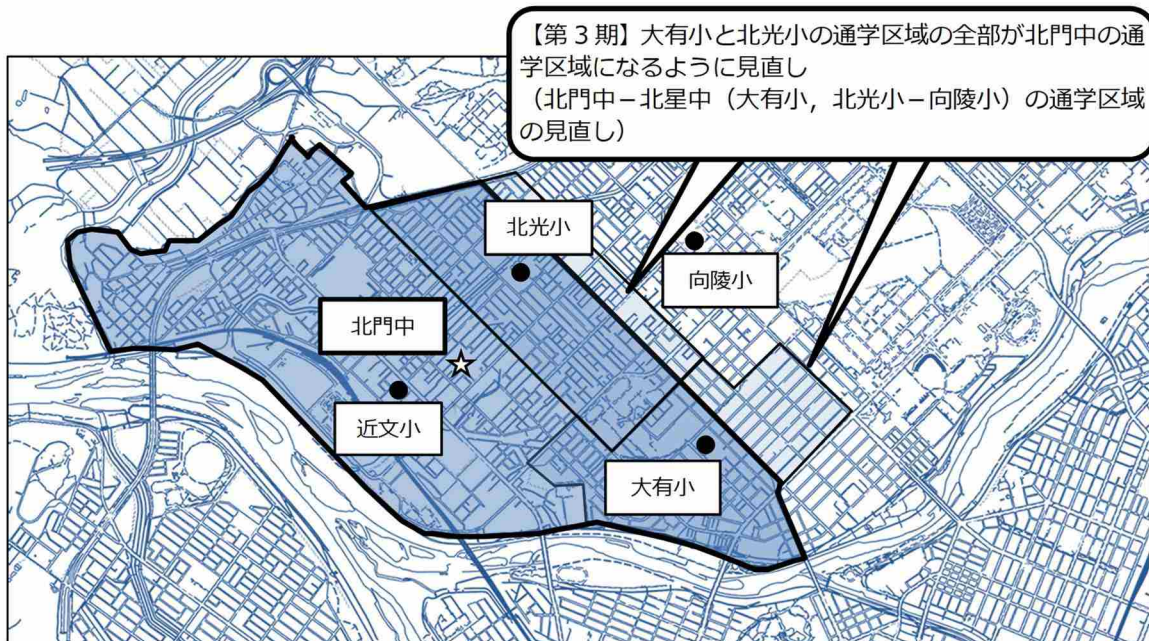 【第3期】大有小と北光小の通学区域の全部が北門中の通
学区域になるように見直し
(北門中－北星中(大有小，北光小－向陵小)の通学区域
の見直し)
北光小
向陵小
北門中
近文小
大有小